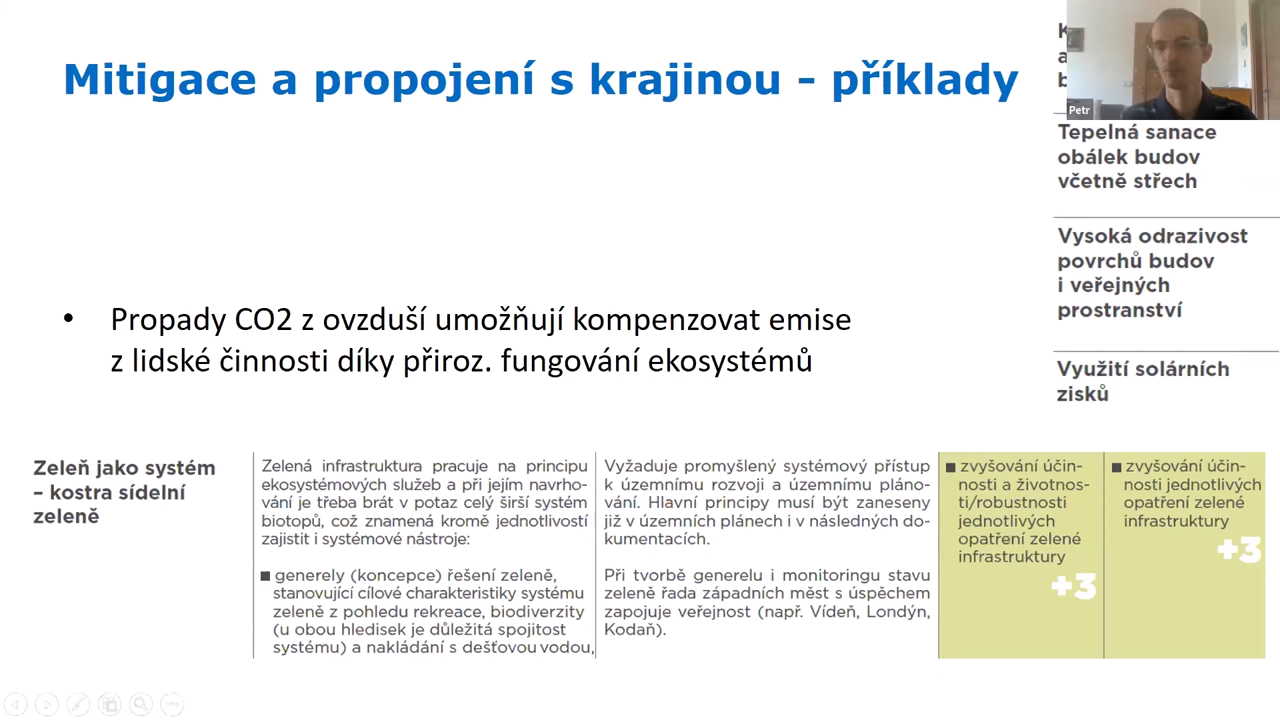 Mitigace a propojení s krajinou - příklady
Petr
Tepelná sanace
obálek budov
včetně střech
Vysoká odrazivost
povrchů budov
i veřejných
prostranství
Využití solárních
zisků
• Propady CO2 z ovzduší umožňují kompenzovat emise
z lidské činnosti díky přiroz. fungování ekosystémů
Zeleň jako systém
– kostra sídelní
zeleně
Zelená infrastruktura pracuje na principu
ekosystémových služeb a při jejím navrho-
vání je třeba brát v potaz celý širší systém
biotopů, což znamená kromě jednotlivostí
zajistit i systémové nástroje:
■ generely (koncepce) řešení zeleně,
stanovující cílové charakteristiky systému
zeleně z pohledu rekreace, biodiverzity
(u obou hledisek je důležitá spojitost
systému) a nakládání s dešťovou vodou,
Vyžaduje promyšlený systémový přístup
k územnímu rozvoji a územnímu pláno-
vání. Hlavní principy musí být zaneseny
již v územních plánech i v následných do-
kumentacích.
Při tvorbě generelu i monitoringu stavu
zeleně řada západních měst s úspěchem
zapojuje veřejnost (např. Vídeň, Londýn,
Kodaň).
■ zvyšování účin-
nosti a životnos-
ti/robustnosti
jednotlivých
opatření zelené
infrastruktury
+3
■ zvyšování účin-
nosti jednotlivých
opatření zelené
infrastruktury
+3